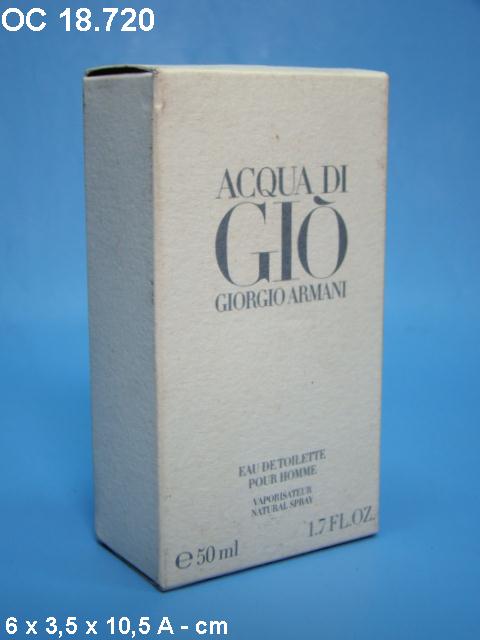 OC 18.720
ACQUA DI
GIÒ
GIORGIO ARMANI
EAU DE TOILETTE
POUR HOMME
VAPORISATEUR
NATURAL SPRAY
℮ 50 ml 1.7 FL.OZ.
6 x 3,5 x 10,5 A - cm